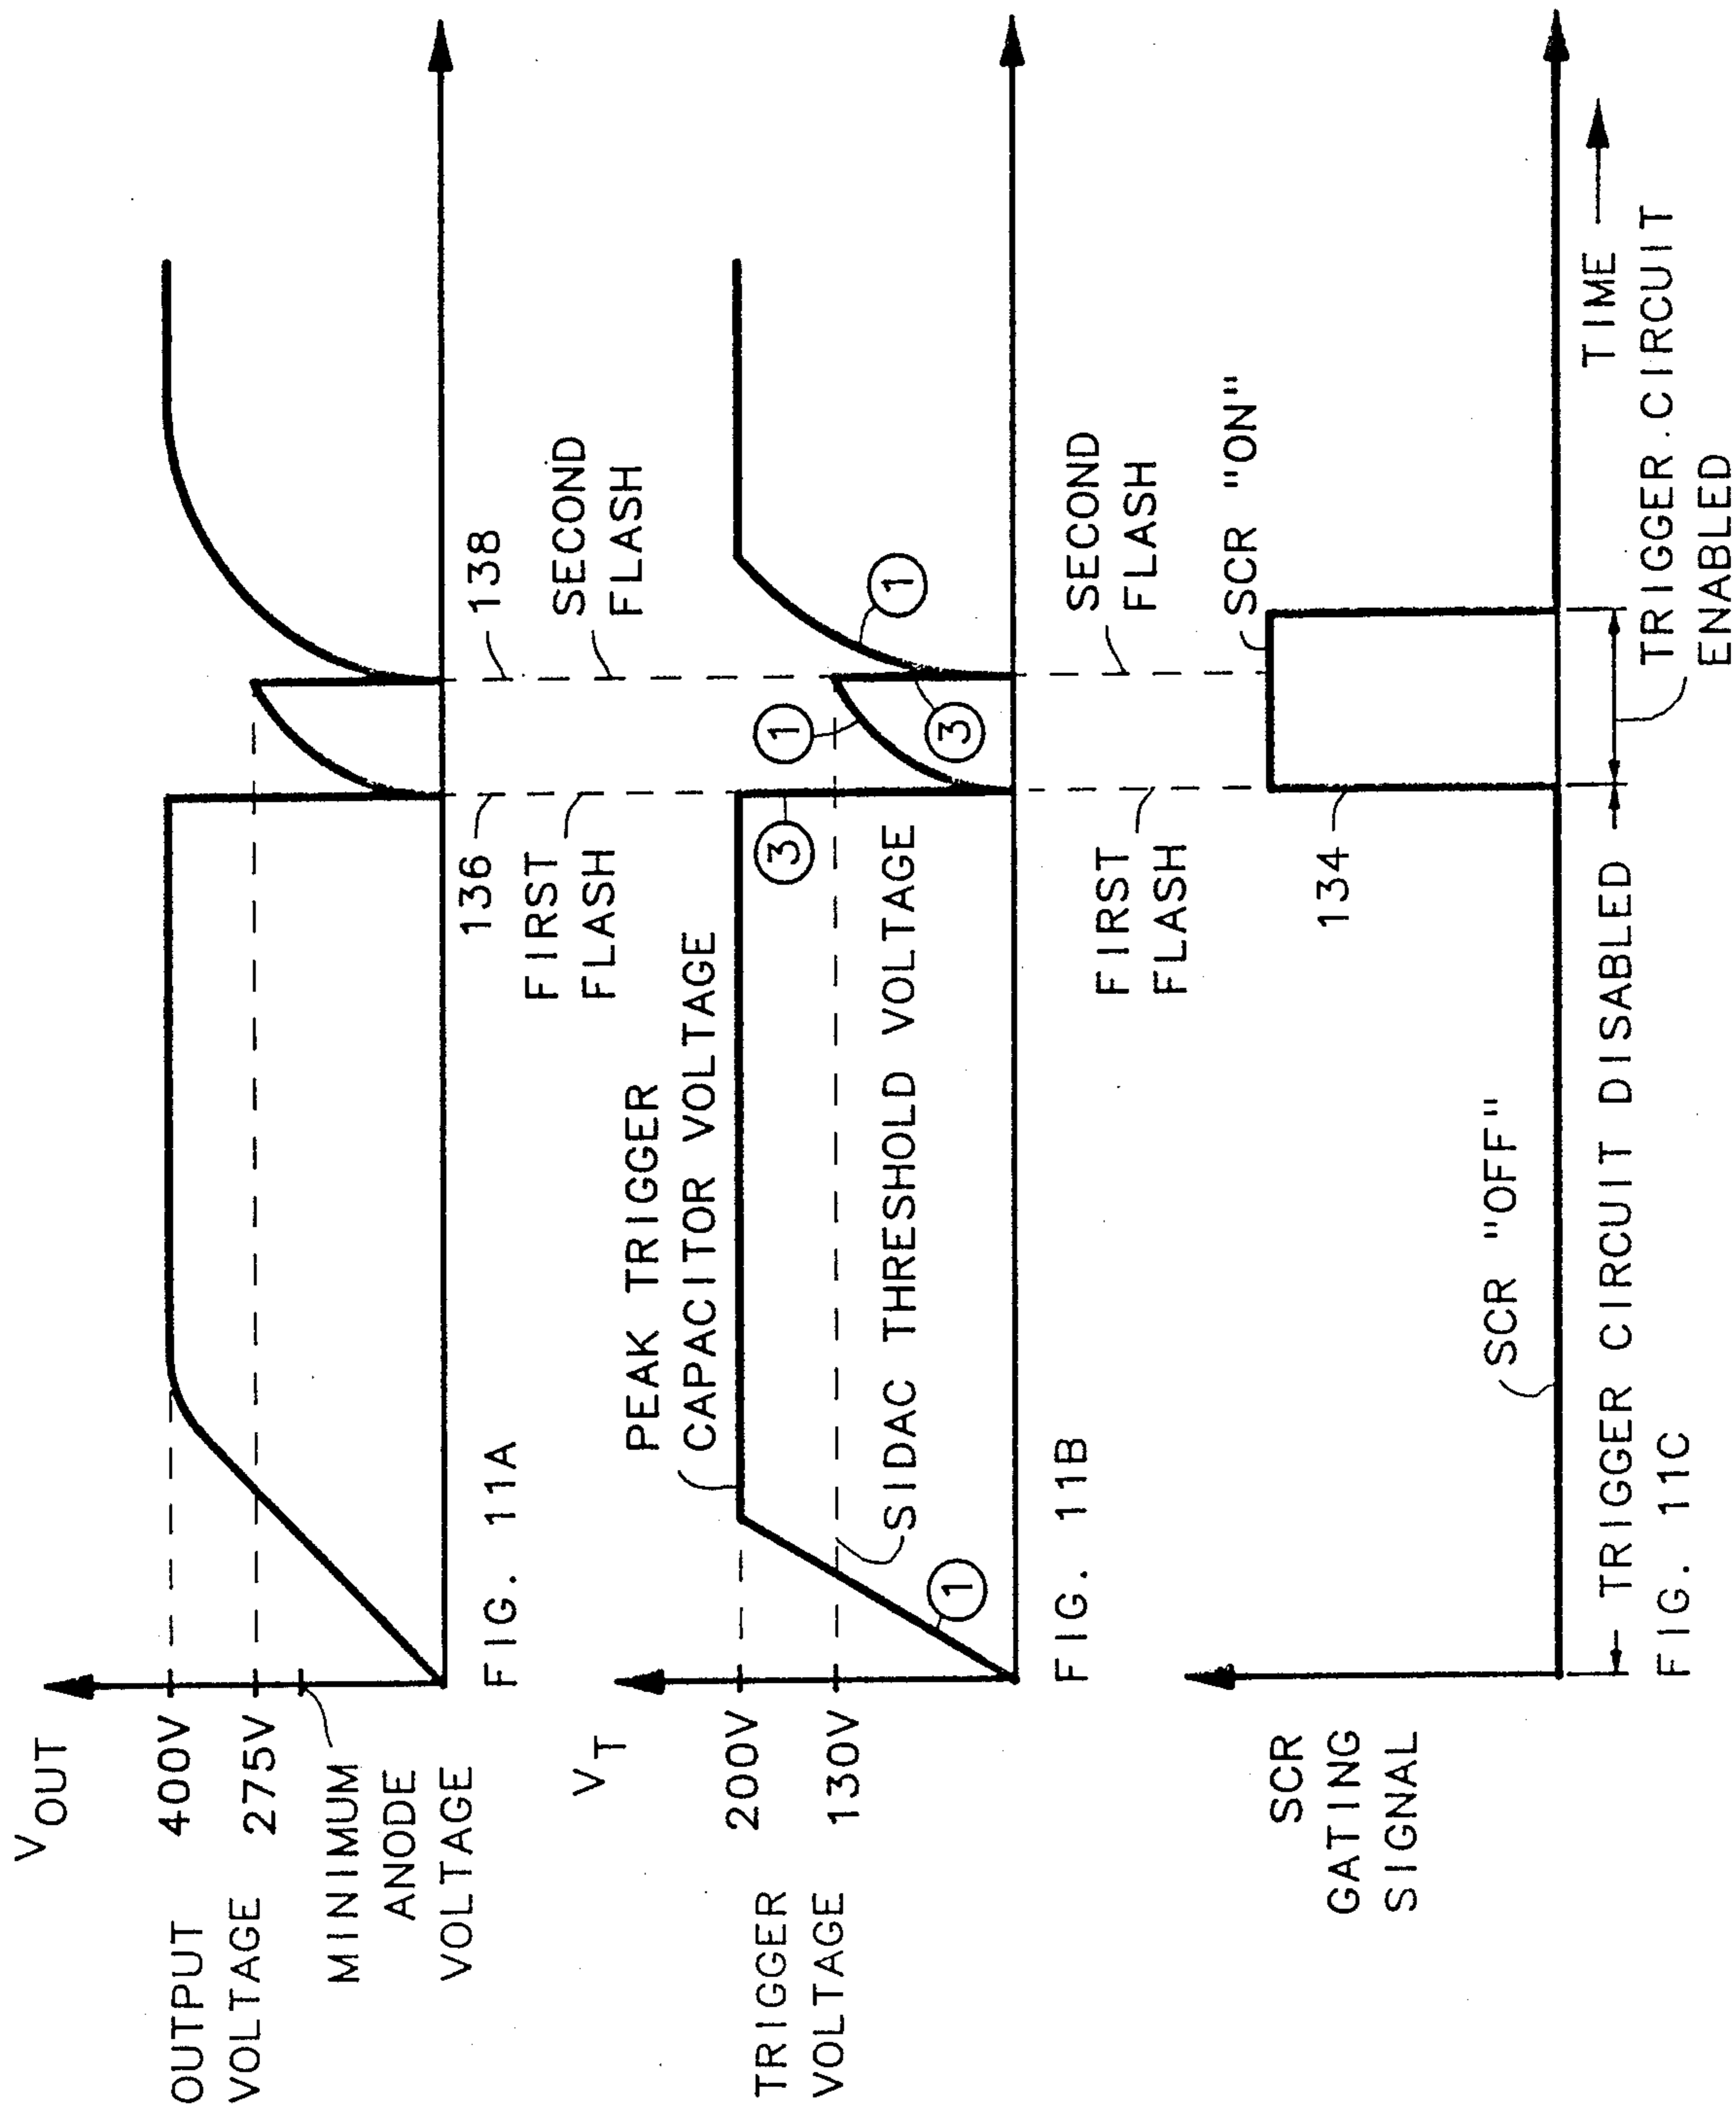 V OUT
OUTPUT 400V
VOLTAGE 275V
MINIMUM
ANODE
VOLTAGE
FIG. 11A
136
138
FIRST
FLASH
SECOND
FLASH
V T
TRIGGER
VOLTAGE
200V
130V
PEAK TRIGGER
CAPACITOR VOLTAGE
SIDAC THRESHOLD VOLTAGE
1
3
1
3
1
FIG. 11B
FIRST
FLASH
SECOND
FLASH
SCR
GATING
SIGNAL
SCR "OFF"
134
SCR "ON"
TIME
TRIGGER CIRCUIT DISABLED
TRIGGER CIRCUIT
ENABLED
FIG. 11C